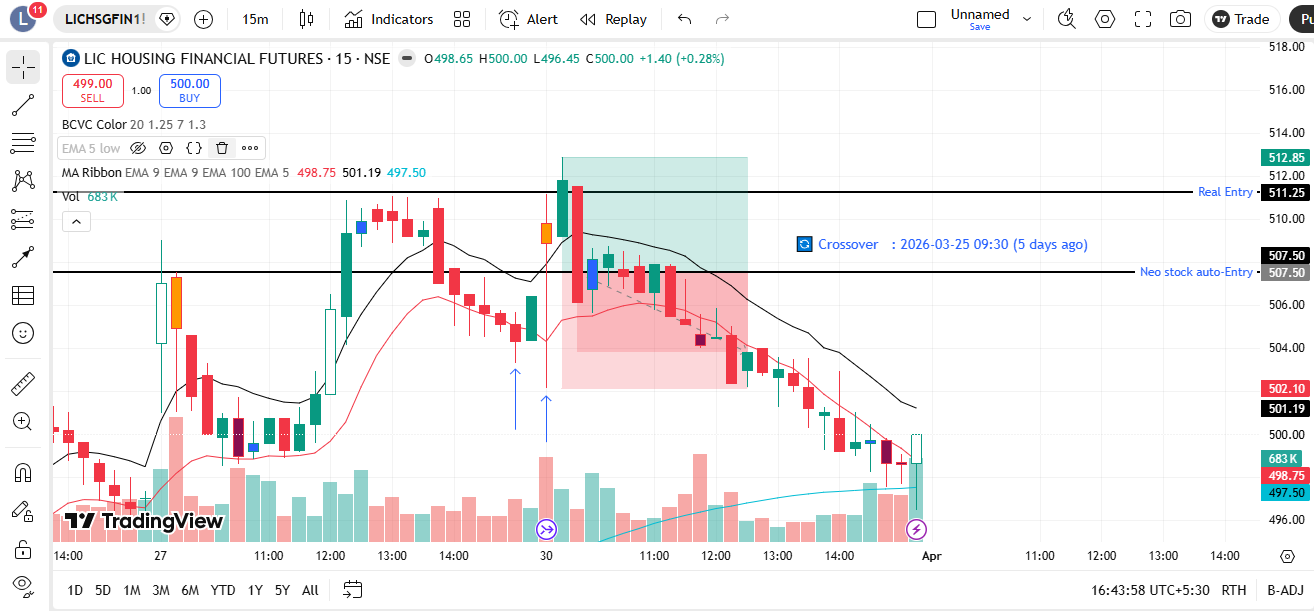 L 11 LICHSGFIN1! 15m Indicators Alert Replay Unnamed Save Trade
LIC HOUSING FINANCIAL FUTURES · 15 · NSE O498.65 H500.00 L496.45 C500.00 +1.40 (+0.28%)
499.00 SELL 1.00 500.00 BUY
BCVC Color 20 1.25 7 1.3
EMA 5 low
MA Ribbon EMA 9 EMA 9 EMA 100 EMA 5 498.75 501.19 497.50
Vol 683 K
518.00
516.00
514.00
512.85
512.00
Real Entry 511.25
510.00
Crossover : 2026-03-25 09:30 (5 days ago)
507.50
Neo stock auto-Entry 507.50
506.00
504.00
502.10
501.19
500.00
683 K
498.75
497.50
496.00
TradingView
14:00 27 11:00 12:00 13:00 14:00 30 11:00 12:00 13:00 14:00 Apr 11:00 12:00 13:00 14:00
1D 5D 1M 3M 6M YTD 1Y 5Y All 16:43:58 UTC+5:30 RTH B-ADJ